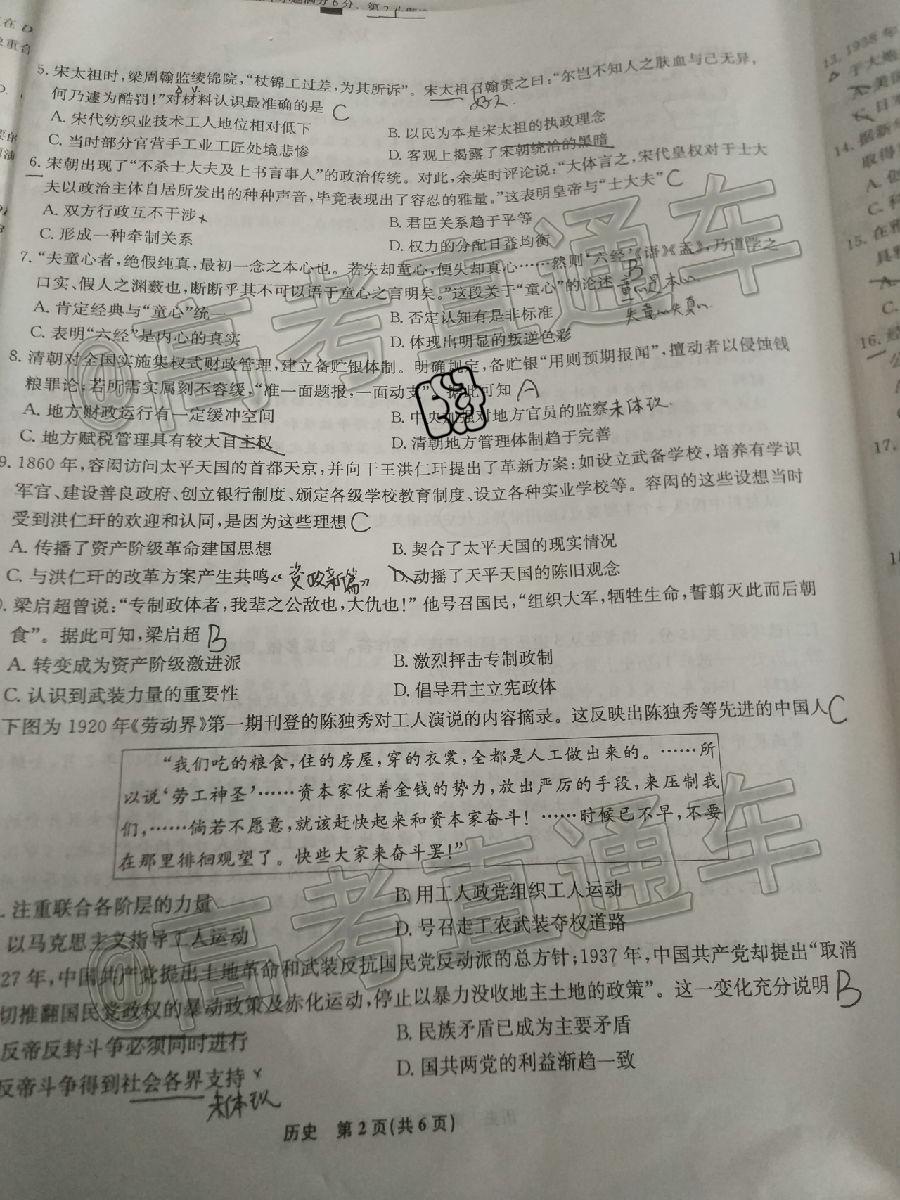 5. 宋太祖时,梁周翰监绫锦院,“杖锦工过差,为其所诉”。宋太祖召翰责之曰:“尔岂不知人之肤血与己无异,
何乃遽为酷罚!”对材料认识最准确的是 C
A. 宋代纺织业技术工人地位相对低下 B. 以民为本是宋太祖的执政理念
C. 当时部分官营手工业工匠处境悲惨 D. 客观上揭露了宋朝统治的黑暗
6. 宋朝出现了“不杀士大夫及上书言事人”的政治传统。对此,余英时评论说:“大体言之,宋代皇权对于士大
夫以政治主体自居所发出的种种声音,毕竟表现出了容忍的雅量。”这表明皇帝与“士大夫” C
A. 双方行政互不干涉 B. 君臣关系趋于平等
C. 形成一种牵制关系 D. 权力的分配日益均衡
7. “夫童心者,绝假纯真,最初一念之本心也。若失却童心,便失却真心……然则‘六经’《语》《孟》,乃道学之
口实、假人之渊薮也,断断乎其不可以语于童心之言明矣。”这段关于“童心”的论述 B
A. 肯定经典与“童心”统一 B. 否定认知有是非标准
C. 表明“六经”是内心的真实 D. 体现出明显的叛逆色彩
8. 清朝对全国实施集权式财政管理,建立备贮银体制。明确规定,备贮银“用则预期报闻”,擅动者以侵蚀钱
粮罪论;若所需实属刻不容缓,“准一面题报,一面动支”。据此可知 A
A. 地方财政运行有一定缓冲空间 B. 中央加强对地方官员的监察 未体现
C. 地方赋税管理具有较大自主权 D. 清朝地方管理体制趋于完善
9. 1860年,容闳访问太平天国的首都天京,并向干王洪仁玕提出了革新方案:如设立武备学校,培养有学识
军官、建设善良政府、创立银行制度、颁定各级学校教育制度、设立各种实业学校等。容闳的这些设想当时
受到洪仁玕的欢迎和认同,是因为这些理想 C
A. 传播了资产阶级革命建国思想 B. 契合了太平天国的现实情况
C. 与洪仁玕的改革方案产生共鸣 D. 动摇了天平天国的陈旧观念
梁启超曾说:“专制政体者,我辈之公敌也,大仇也!”他号召国民,“组织大军,牺牲生命,誓翦灭此而后朝
食”。据此可知,梁启超 B
A. 转变成为资产阶级激进派 B. 激烈抨击专制政制
C. 认识到武装力量的重要性 D. 倡导君主立宪政体
下图为1920年《劳动界》第一期刊登的陈独秀对工人演说的内容摘录。这反映出陈独秀等先进的中国人 C
“我们吃的粮食,住的房屋,穿的衣裳,全都是人工做出来的。……所
以说‘劳工神圣’……资本家仗着金钱的势力,放出严厉的手段,来压制我
们,……倘若不愿意,就该赶快起来和资本家奋斗!……时候已不早,不要
在那里徘徊观望了。快些大家来奋斗罢!”
注重联合各阶层的力量 B. 用工人政党组织工人运动
以马克思主义指导工人运动 D. 号召走工农武装夺权道路
27年,中国共产党提出土地革命和武装反抗国民党反动派的总方针;1937年,中国共产党却提出“取消
切推翻国民党政权的暴动政策及赤化运动,停止以暴力没收地主土地的政策”。这一变化充分说明 B
反帝反封斗争必须同时进行 B. 民族矛盾已成为主要矛盾
反帝斗争得到社会各界支持 D. 国共两党的利益渐趋一致
未体现
历史 第2页(共6页)
@高考直通车
@高考直通车
13. 1938年
14.
15.
16.
17.